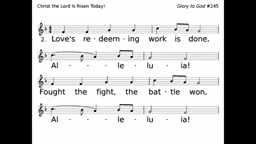 Christ the Lord Is Risen Today! Glory to God #245
2. Love's re - deem - ing work is done,
Al - - le - lu - ia!
Fought the fight, the bat - tle won,
Al - - le - lu - ia!